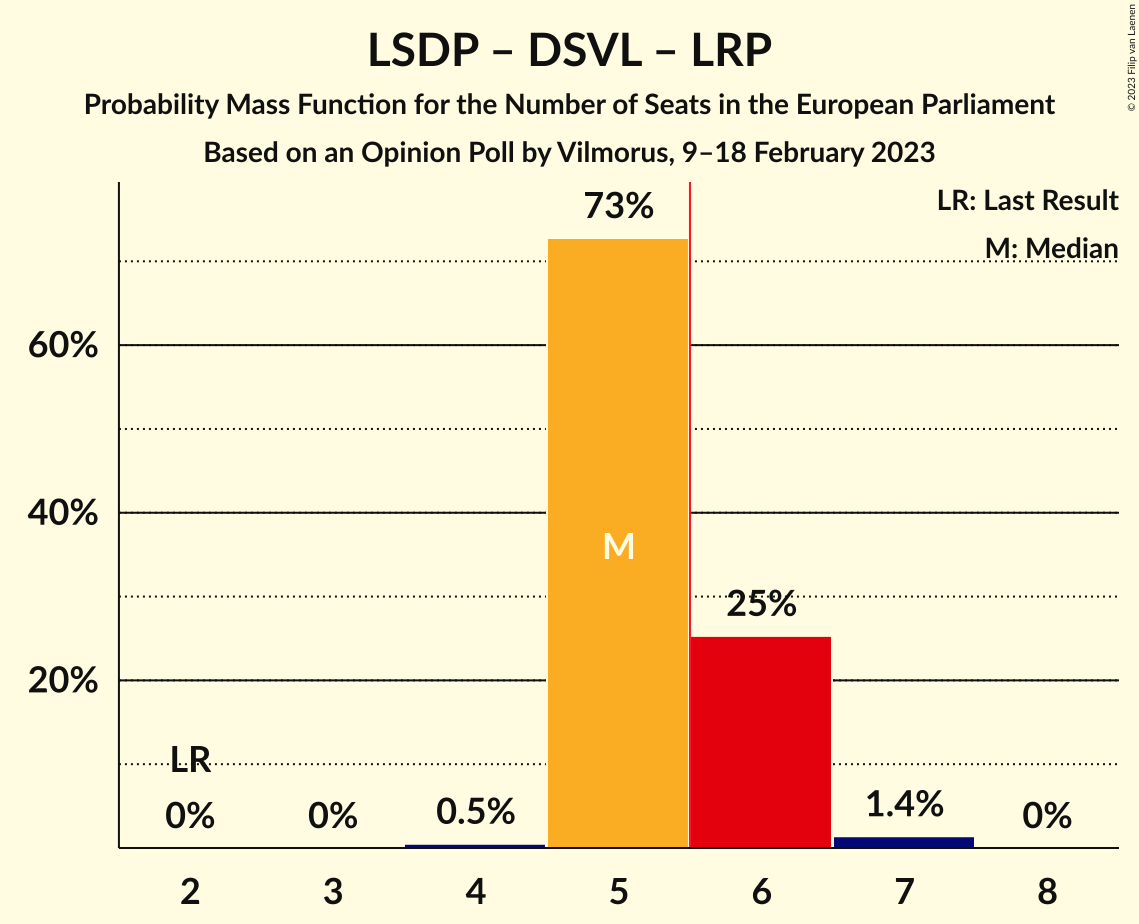 LSDP – DSVL – LRP
Probability Mass Function for the Number of Seats in the European Parliament
Based on an Opinion Poll by Vilmorus, 9–18 February 2023
© 2023 Filip van Laenen
LR: Last Result
M: Median
73%
60%
40%
M
25%
20%
LR
0%
0%
0.5%
1.4%
0%
2
3
4
5
6
7
8